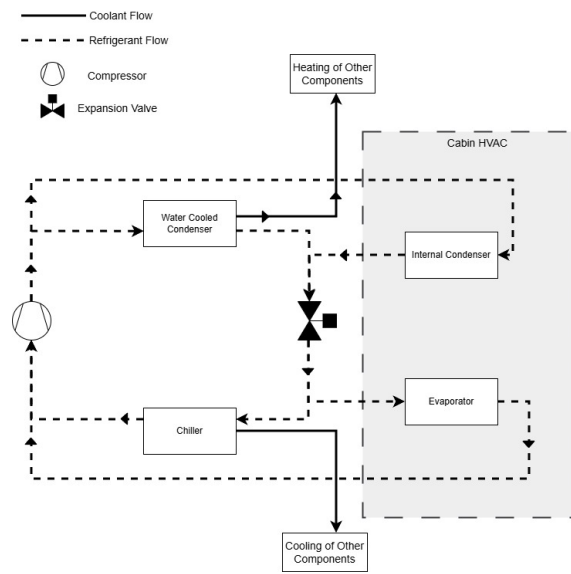 Coolant Flow
Refrigerant Flow
Compressor
Expansion Valve
Heating of Other
Components
Cabin HVAC
Water Cooled
Condenser
Internal Condenser
Evaporator
Chiller
Cooling of Other
Components